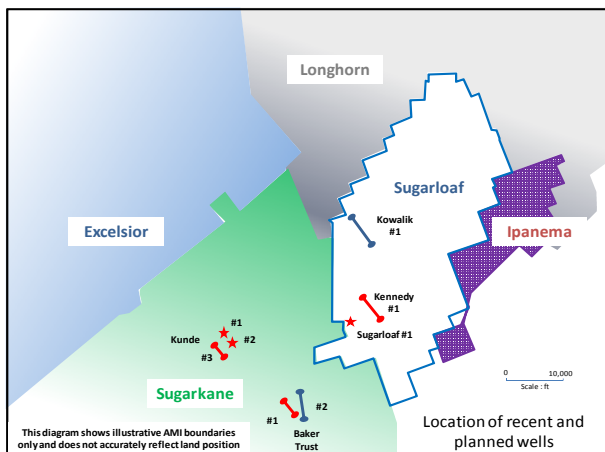 Longhorn
Sugarloaf
Kowalik
#1
Excelsior
Ipanema
Kennedy
#1
Sugarloaf #1
#1
Kunde
#2
#3
0
10,000
Scale : ft
Sugarkane
#2
#1
Baker
Trust
This diagram shows illustrative AMI boundaries
only and does not accurately reflect land position
Location of recent and
planned wells